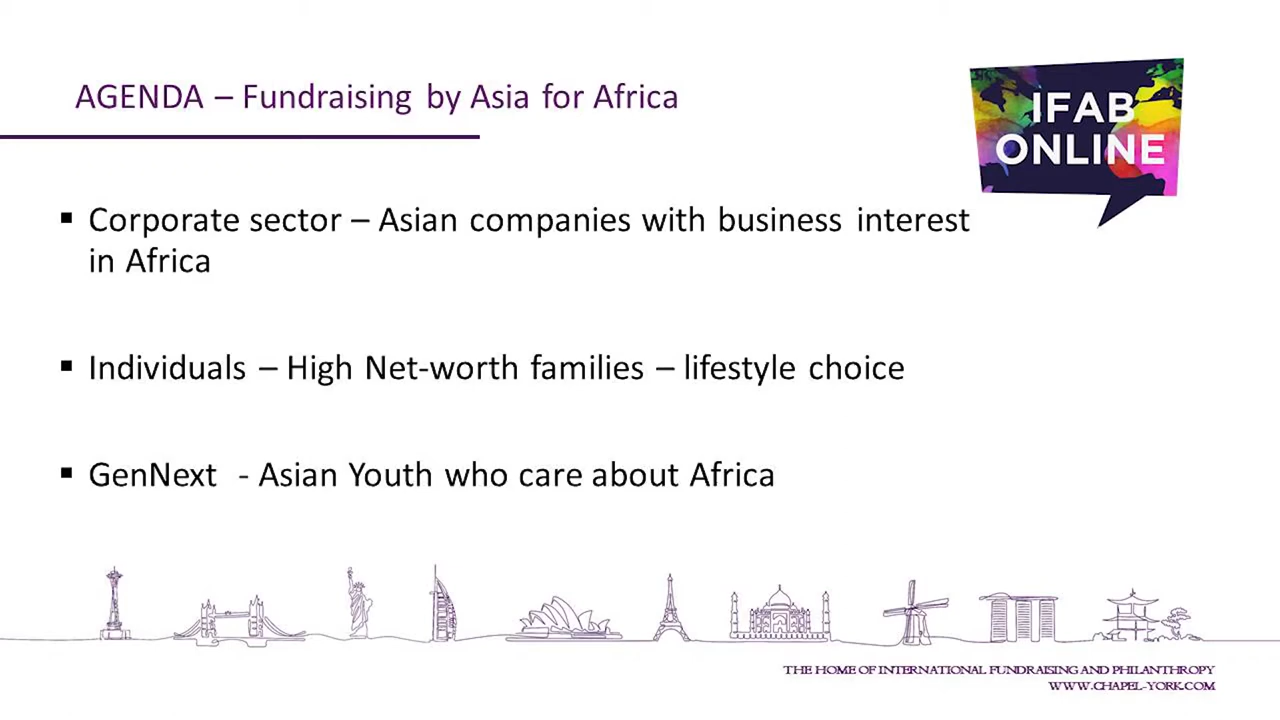 AGENDA – Fundraising by Asia for Africa
IFAB
ONLINE
▪ Corporate sector – Asian companies with business interest
in Africa
▪ Individuals – High Net-worth families – lifestyle choice
▪ GenNext - Asian Youth who care about Africa
THE HOME OF INTERNATIONAL FUNDRAISING AND PHILANTHROPY
WWW.CHAPEL-YORK.COM